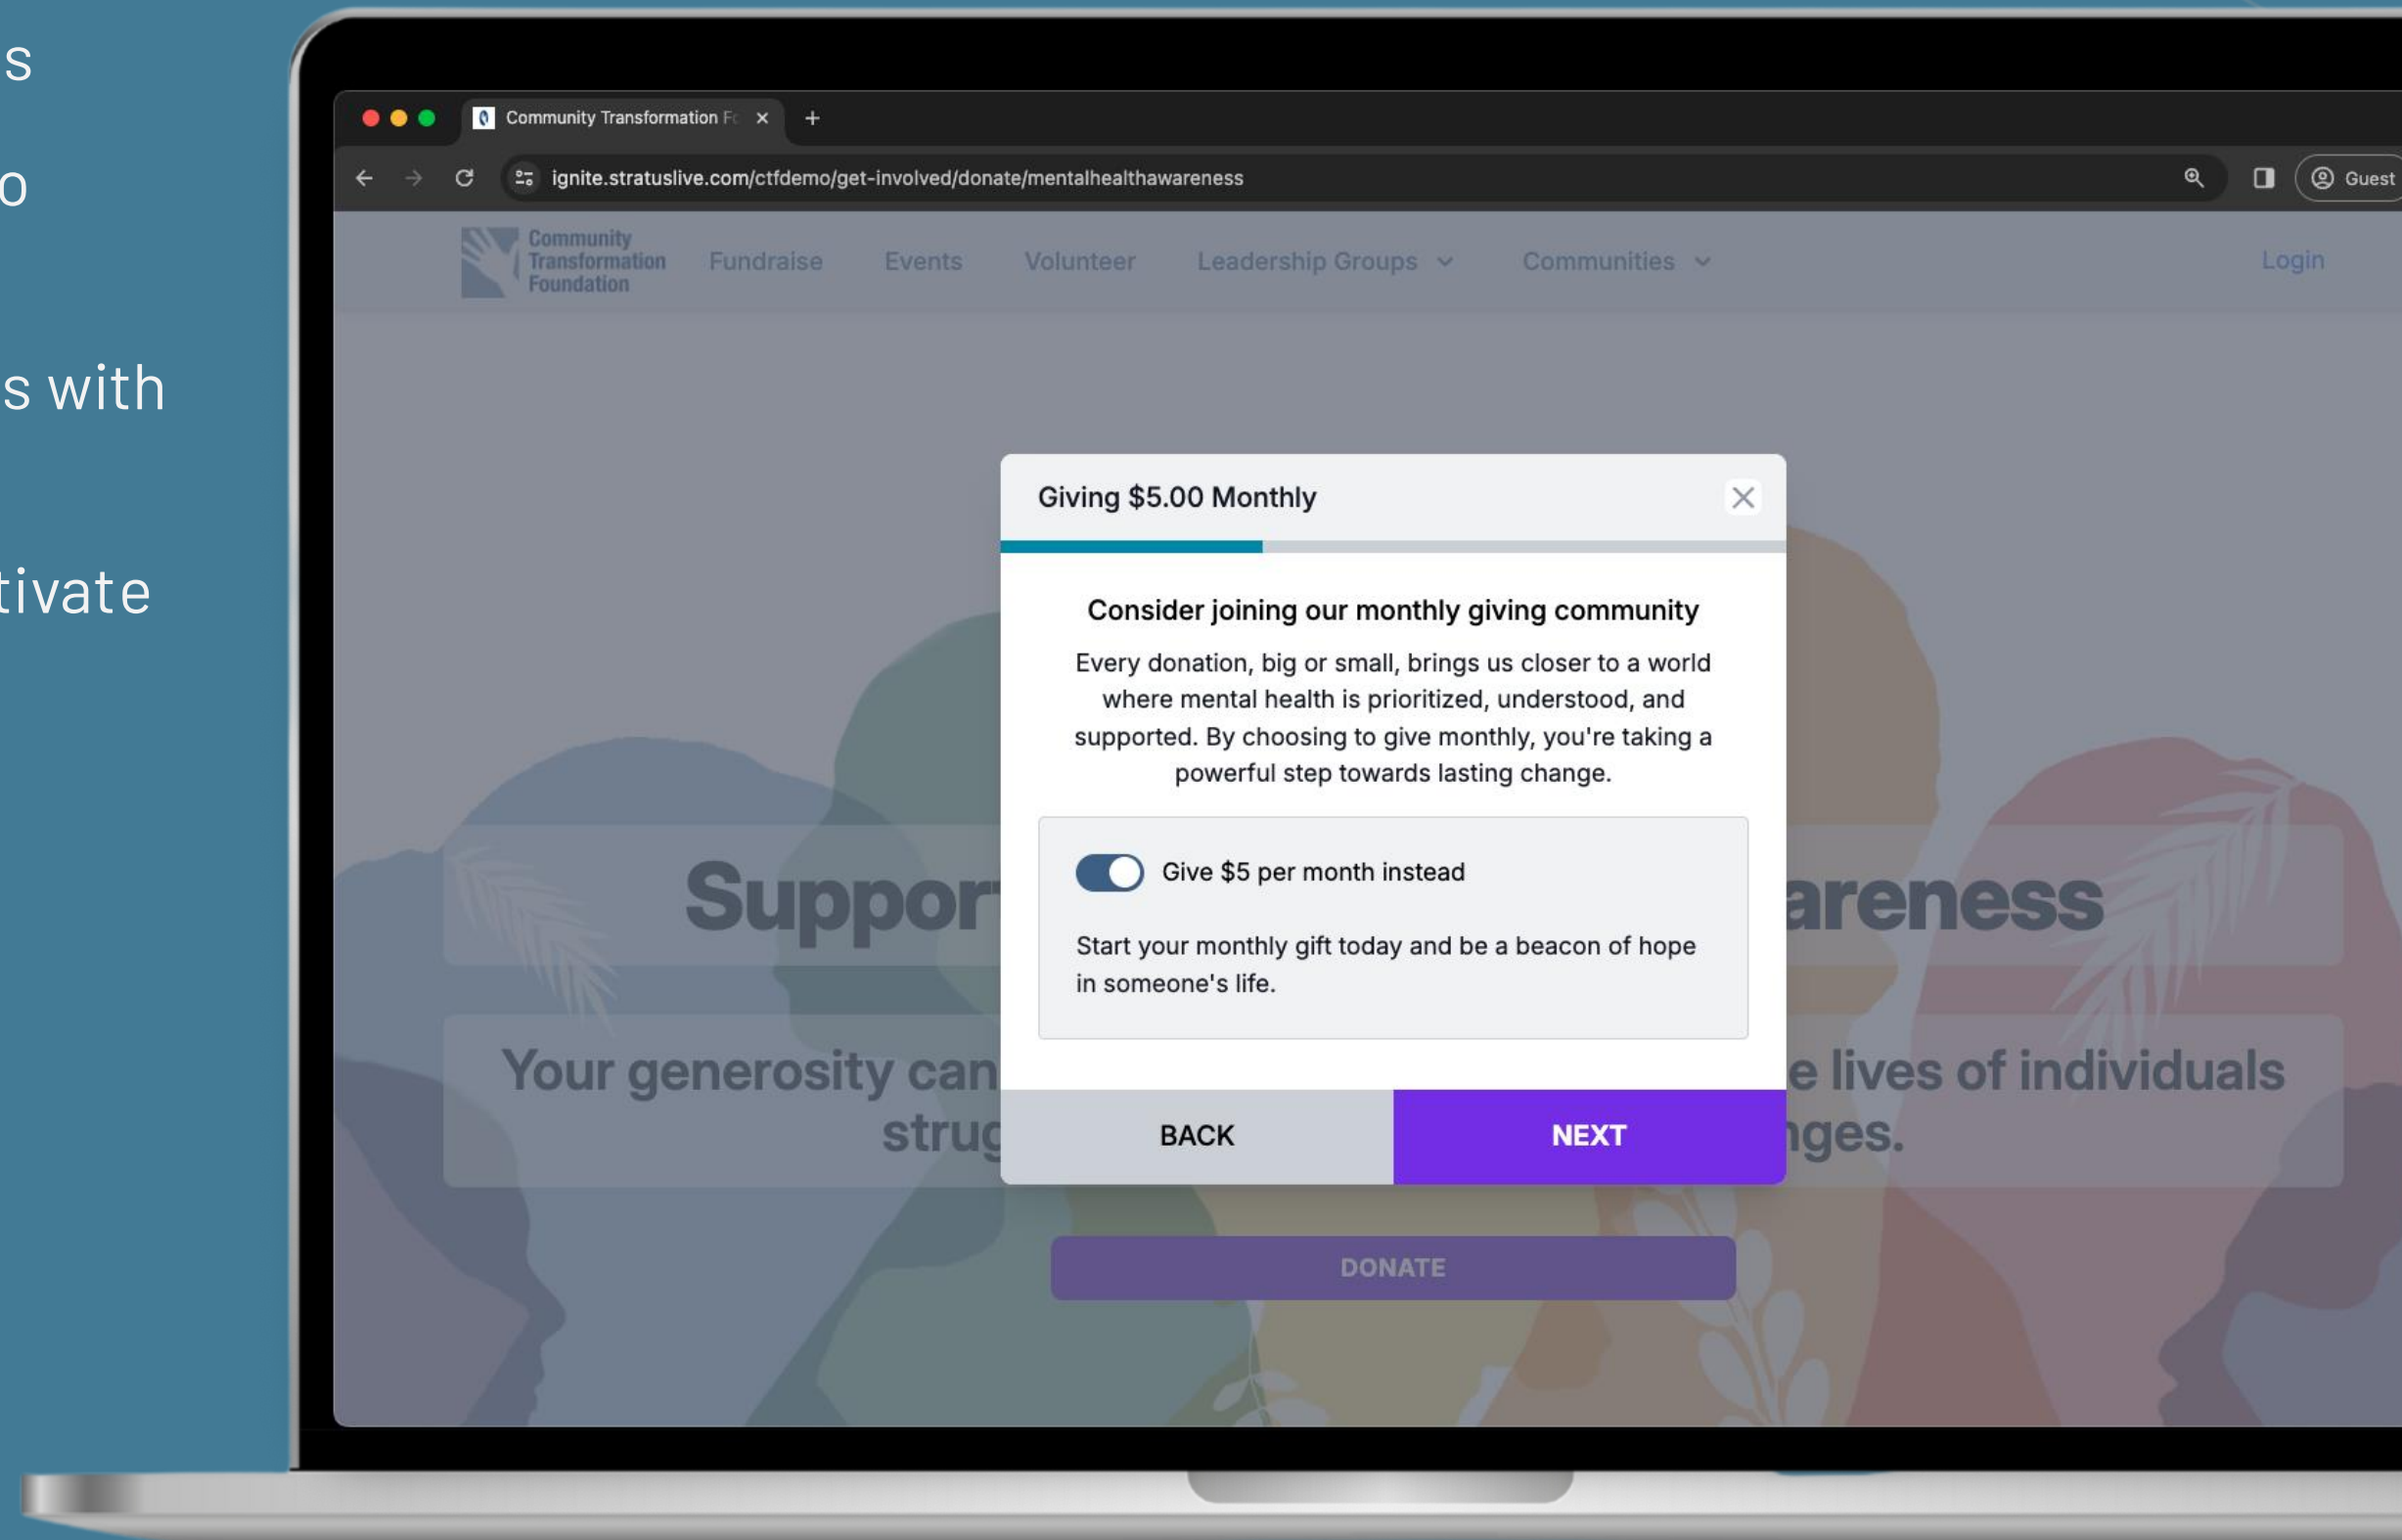 s
o
s with
tivate
Community Transformation Fo
ignite.stratuslive.com/ctfdemo/get-involved/donate/mentalhealthawareness
Guest
Community
Transformation
Foundation
Fundraise
Events
Volunteer
Leadership Groups
Communities
Login
Giving $5.00 Monthly
Consider joining our monthly giving community
Every donation, big or small, brings us closer to a world
where mental health is prioritized, understood, and
supported. By choosing to give monthly, you're taking a
powerful step towards lasting change.
Give $5 per month instead
Start your monthly gift today and be a beacon of hope
in someone's life.
BACK
NEXT
Suppor
areness
Your generosity can
e lives of individuals
strug
nges.
DONATE